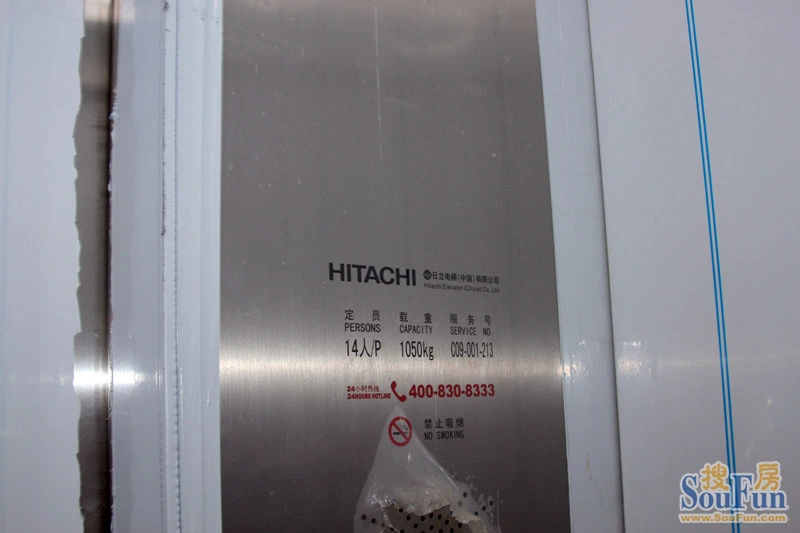 HITACHI 日立电梯(中国)有限公司
Hitachi Elevator(China)Co.,Ltd.
定员 载重 服务号
PERSONS CAPACITY SERVICE NO.
14人/P 1050kg C09-001-213
24小时热线
24HOURS HOTLINE 400-830-8333
禁止吸烟
NO SMOKING
搜房
SouFun
www.SouFun.com